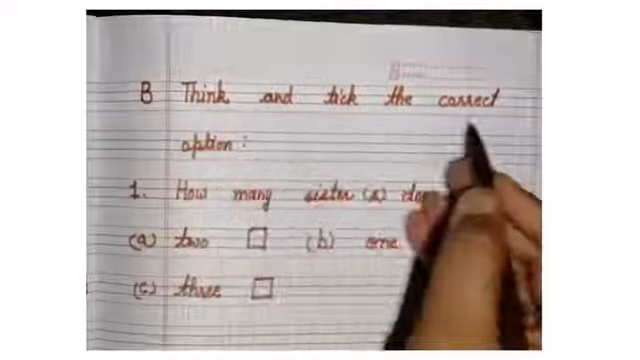 B Think and tick the correct
option:
1. How many sister (s)
(a) two (b) one
(c) three